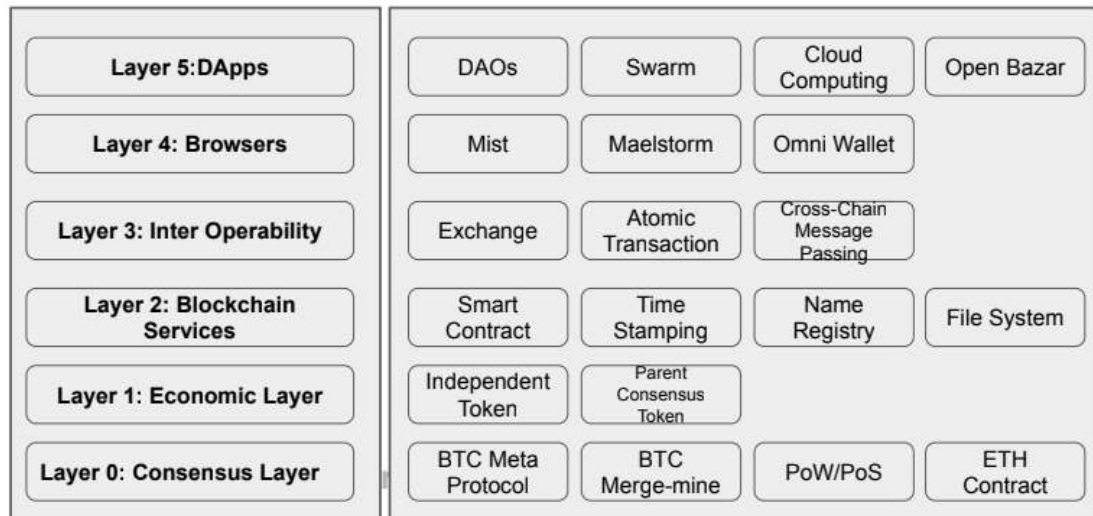 Layer 5:DApps
DAOs
Swarm
Cloud
Computing
Open Bazar
Layer 4: Browsers
Mist
Maelstorm
Omni Wallet
Layer 3: Inter Operability
Exchange
Atomic
Transaction
Cross-Chain
Message
Passing
Layer 2: Blockchain
Services
Smart
Contract
Time
Stamping
Name
Registry
File System
Layer 1: Economic Layer
Independent
Token
Parent
Consensus
Token
Layer 0: Consensus Layer
BTC Meta
Protocol
BTC
Merge-mine
PoW/PoS
ETH
Contract